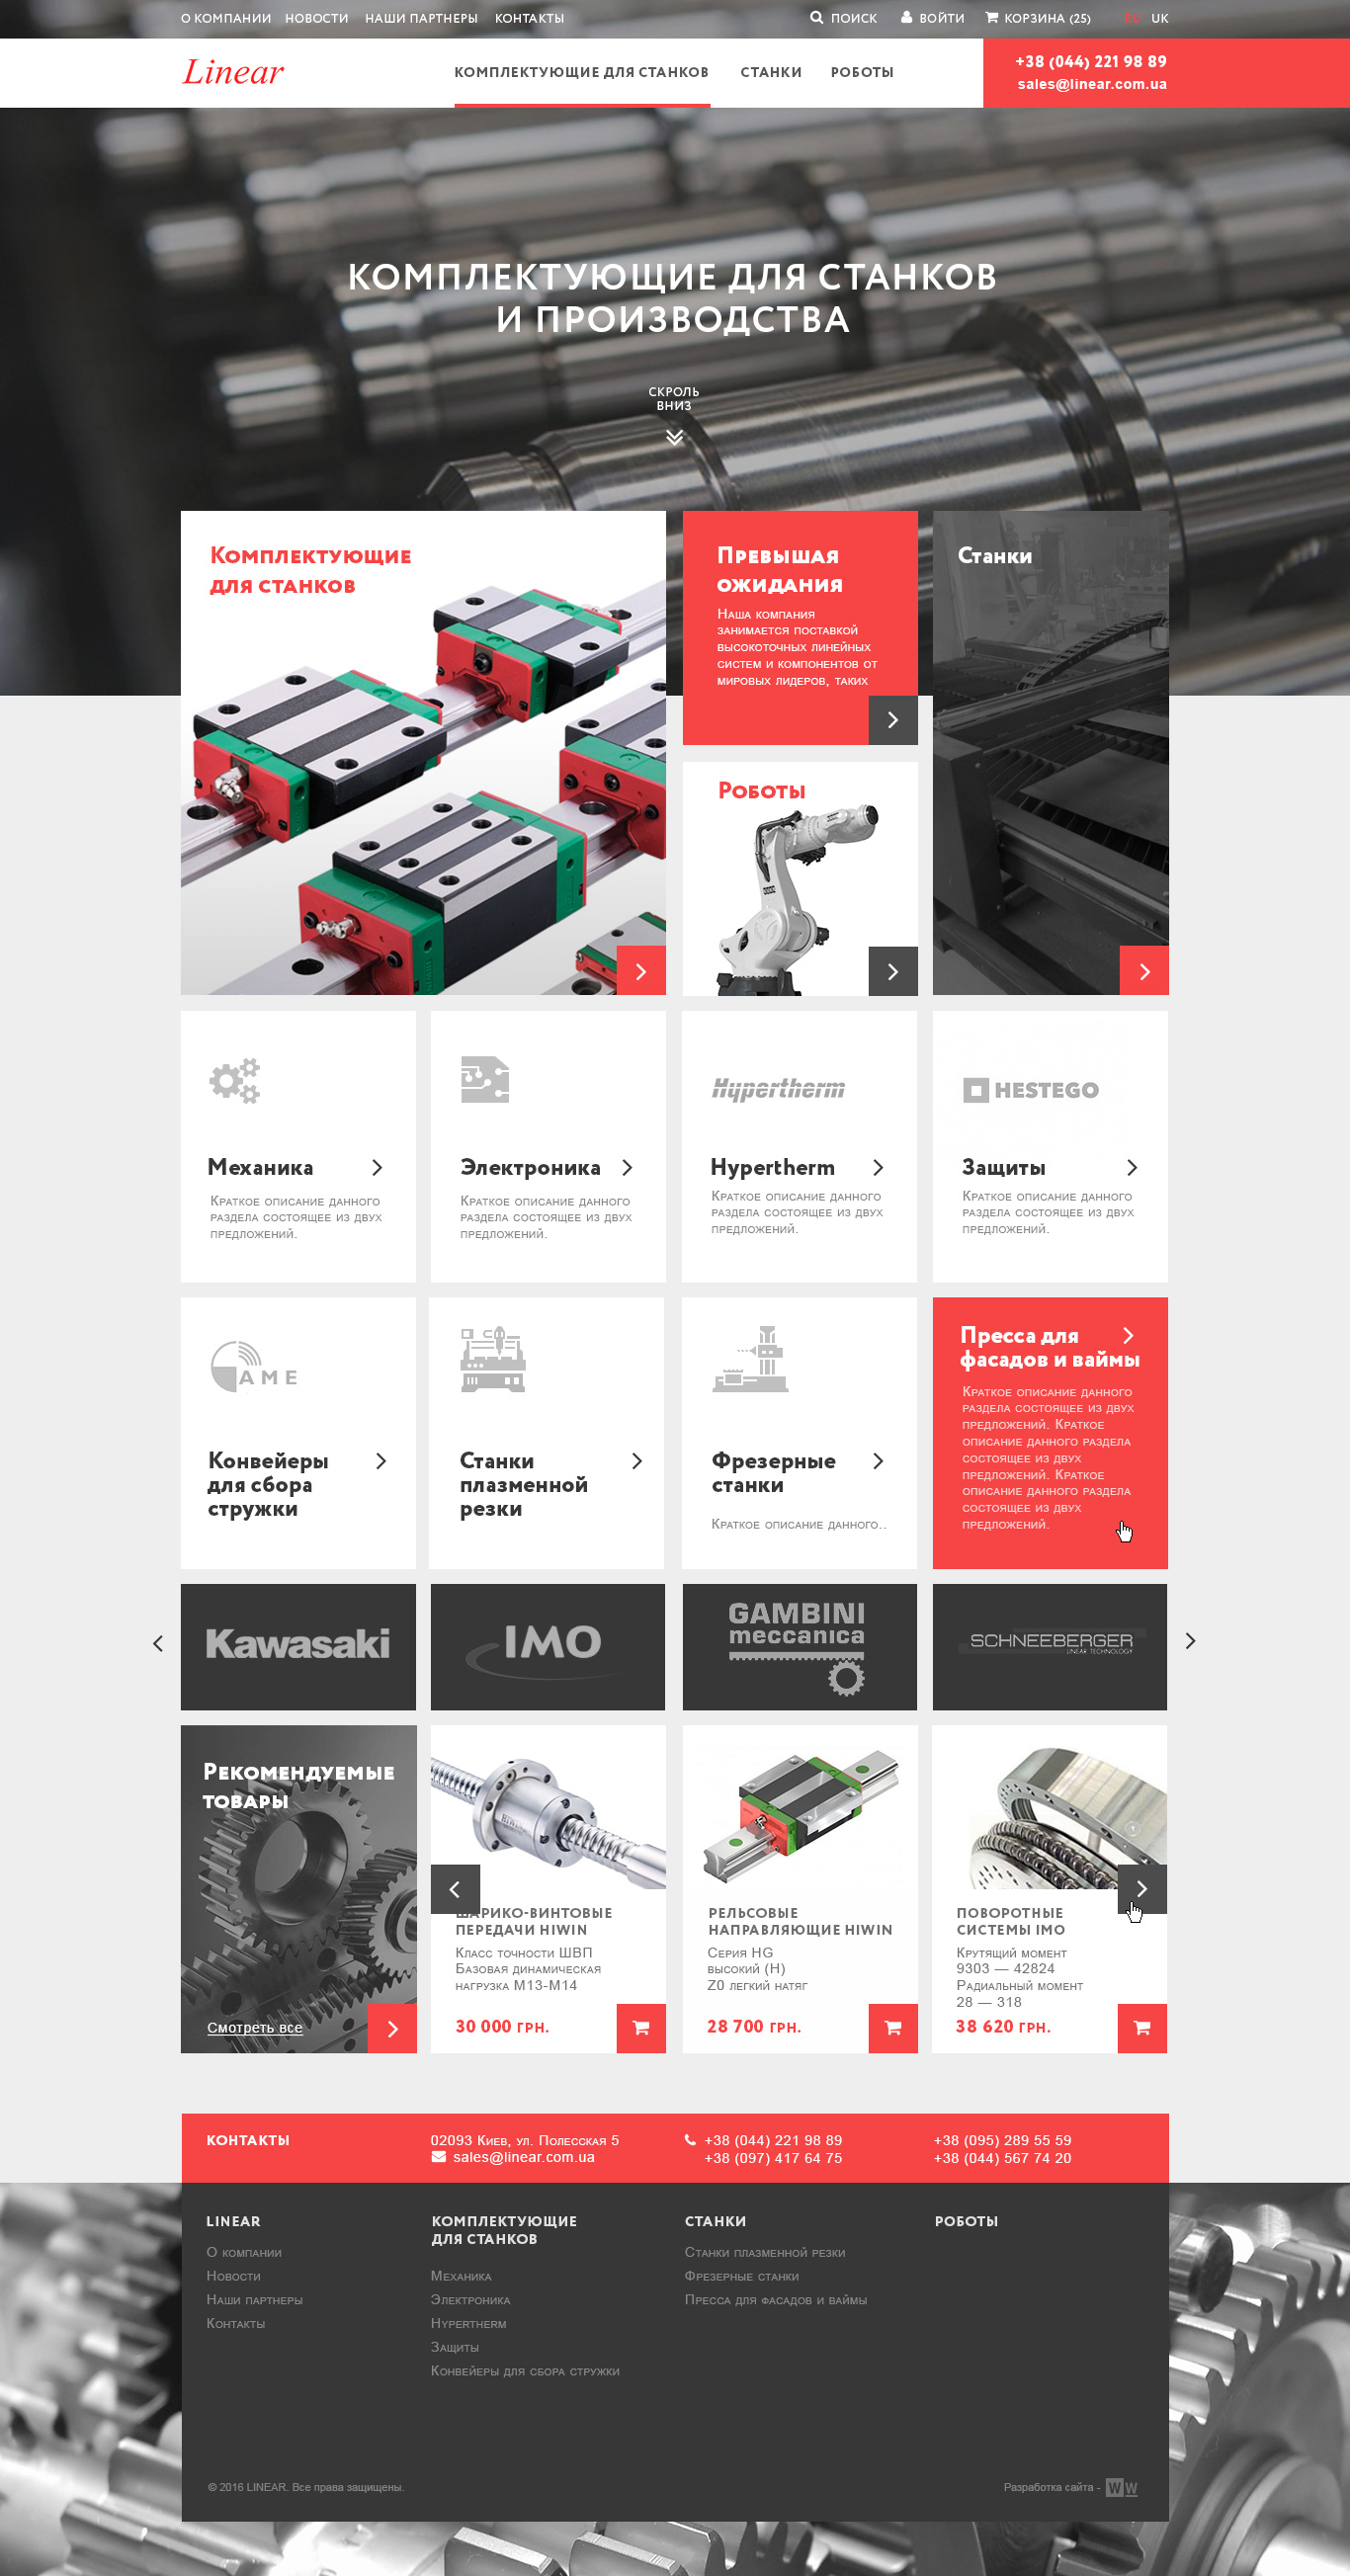 О КОМПАНИИ НОВОСТИ НАШИ ПАРТНЕРЫ КОНТАКТЫ ПОИСК ВОЙТИ КОРЗИНА (25) RU UK
Linear
КОМПЛЕКТУЮЩИЕ ДЛЯ СТАНКОВ СТАНКИ РОБОТЫ
+38 (044) 221 98 89
sales@linear.com.ua
КОМПЛЕКТУЮЩИЕ ДЛЯ СТАНКОВ
И ПРОИЗВОДСТВА
СКРОЛЬ
ВНИЗ
Комплектующие
для станков
Превышая
ожидания
Наша компания
занимается поставкой
высокоточных линейных
систем и компонентов от
мировых лидеров, таких
Станки
Роботы
Hypertherm
HESTEGO
Механика
Краткое описание данного
раздела состоящее из двух
предложений.
Электроника
Краткое описание данного
раздела состоящее из двух
предложений.
Hypertherm
Краткое описание данного
раздела состоящее из двух
предложений.
Защиты
Краткое описание данного
раздела состоящее из двух
предложений.
AME
Конвейеры
для сбора
стружки
Станки
плазменной
резки
Фрезерные
станки
Краткое описание данного..
Пресса для
фасадов и ваймы
Краткое описание данного
раздела состоящее из двух
предложений. Краткое
описание данного раздела
состоящее из двух
предложений. Краткое
описание данного раздела
состоящее из двух
предложений.
Kawasaki
IMO
GAMBINI
meccanica
SCHNEEBERGER
LINEAR TECHNOLOGY
Рекомендуемые
товары
Смотреть все
ШАРИКО-ВИНТОВЫЕ
ПЕРЕДАЧИ HIWIN
Класс точности ШВП
Базовая динамическая
нагрузка M13-M14
30 000 грн.
РЕЛЬСОВЫЕ
НАПРАВЛЯЮЩИЕ HIWIN
Серия HG
высокий (H)
Z0 легкий натяг
28 700 грн.
ПОВОРОТНЫЕ
СИСТЕМЫ IMO
Крутящий момент
9303 — 42824
Радиальный момент
28 — 318
38 620 грн.
КОНТАКТЫ
02093 Киев, ул. Полесская 5
sales@linear.com.ua
+38 (044) 221 98 89
+38 (097) 417 64 75
+38 (095) 289 55 59
+38 (044) 567 74 20
LINEAR
О компании
Новости
Наши партнеры
Контакты
КОМПЛЕКТУЮЩИЕ
ДЛЯ СТАНКОВ
Механика
Электроника
Hypertherm
Защиты
Конвейеры для сбора стружки
СТАНКИ
Станки плазменной резки
Фрезерные станки
Пресса для фасадов и ваймы
РОБОТЫ
© 2016 LINEAR. Все права защищены.
Разработка сайта - WW